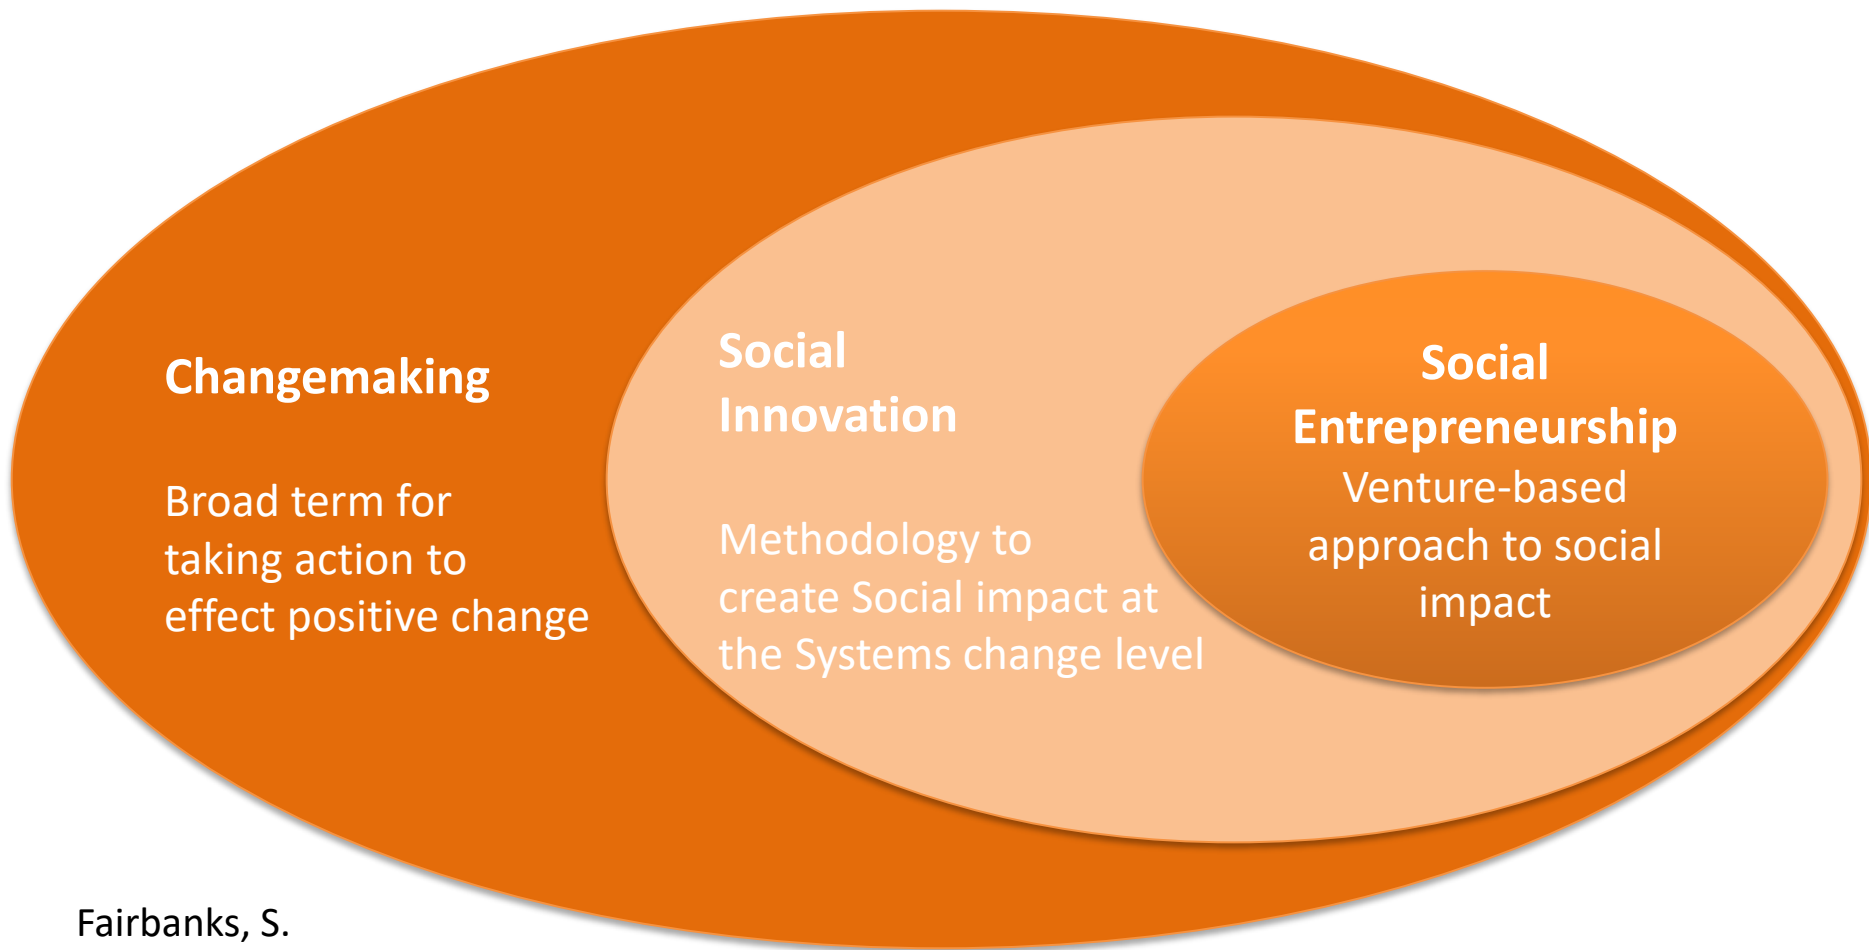 Changemaking
Broad term for
taking action to
effect positive change
Social
Innovation
Methodology to
create Social impact at
the Systems change level
Social
Entrepreneurship
Venture-based
approach to social
impact
Fairbanks, S.